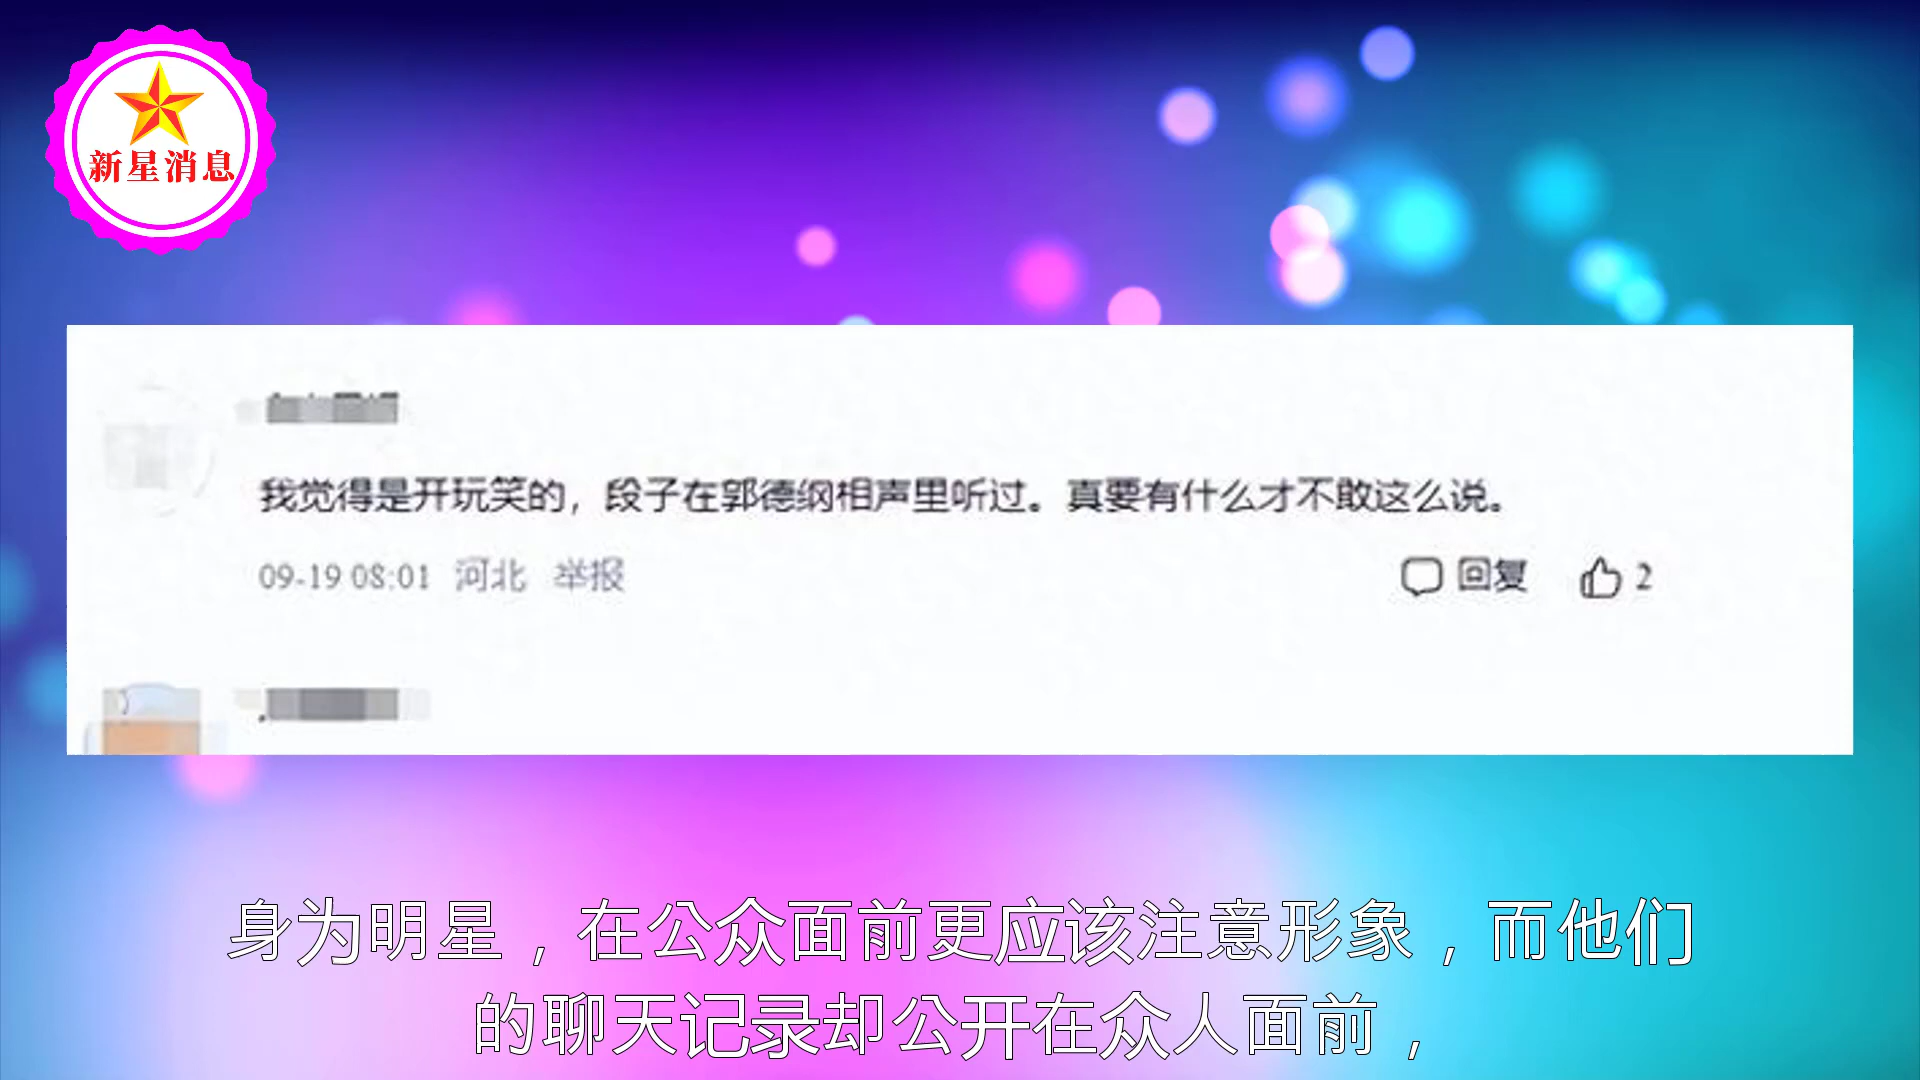 新星消息
我觉得是开玩笑的，段子在郭德纲相声里听过。真要有什么才不敢这么说。
09-19 08:01 河北 举报 回复 2
身为明星，在公众面前更应该注意形象，而他们
的聊天记录却公开在众人面前，